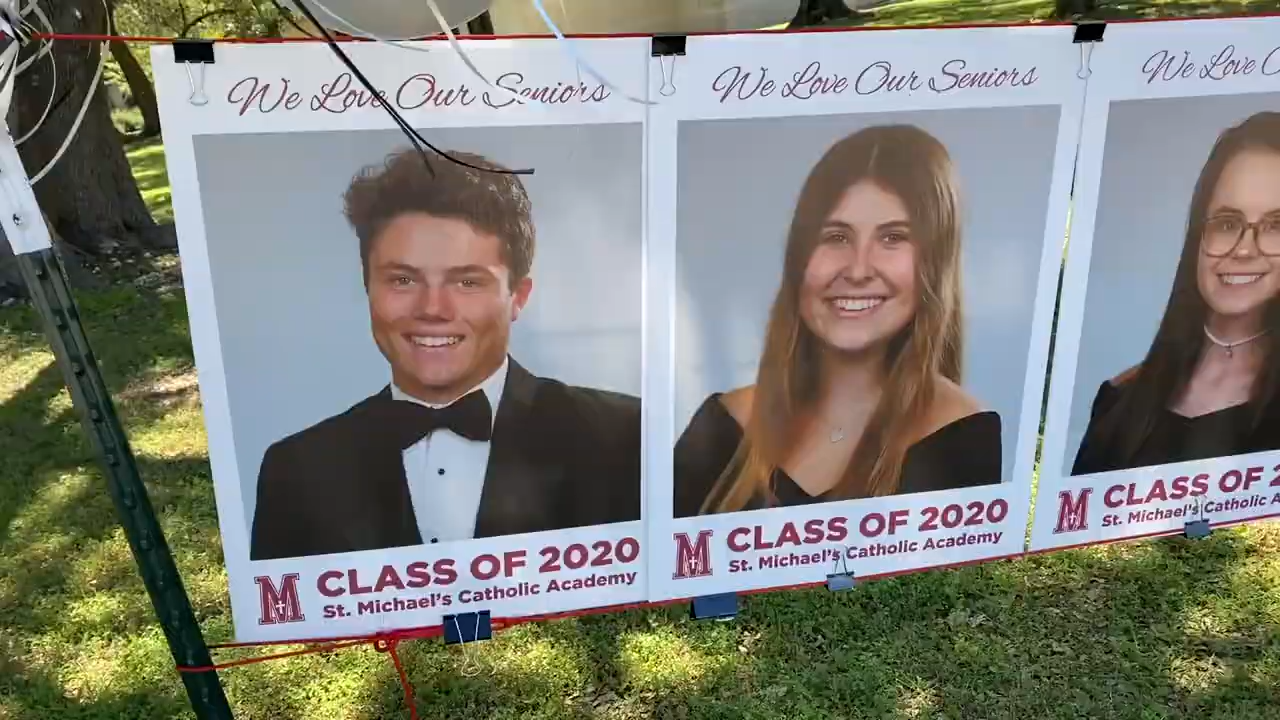 We Love Our Seniors
M
CLASS OF 2020
St. Michael's Catholic Academy
We Love Our Seniors
M
CLASS OF 2020
St. Michael's Catholic Academy
We Love
M
CLASS OF 2
St. Michael's Catholic A